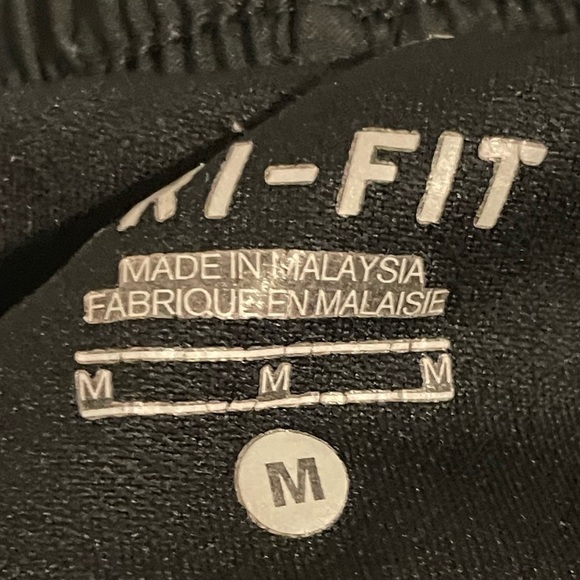 RI-FIT
MADE IN MALAYSIA
FABRIQUE EN MALAISIE
M M M
M